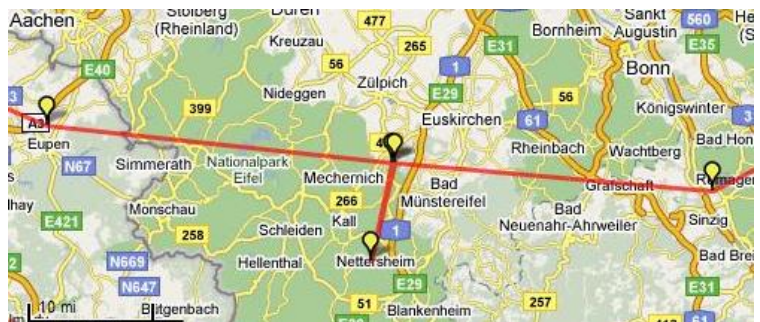 Aachen
Stolberg
(Rheinland)
Düren
477
Sankt
Augustin
560
E35
Kreuzau
265
E31
Bornheim
E40
56
1
Bonn
Nideggen
Zülpich
E29
56
399
Euskirchen
61
Königswinter
3
A3
Eupen
Rheinbach
Wachtberg
Bad Hon
N67
Simmerath
Nationalpark
Eifel
Mechernich
Bad
Münstereifel
Grafschaft
Remagen
lhay
Monschau
266
Kall
Bad
Neuenahr-Ahrweiler
Sinzig
E421
258
Schleiden
1
N669
Hellenthal
Nettersheim
Bad Brei
N647
E29
E31
10 mi
Bütgenbach
51
Blankenheim
257
61